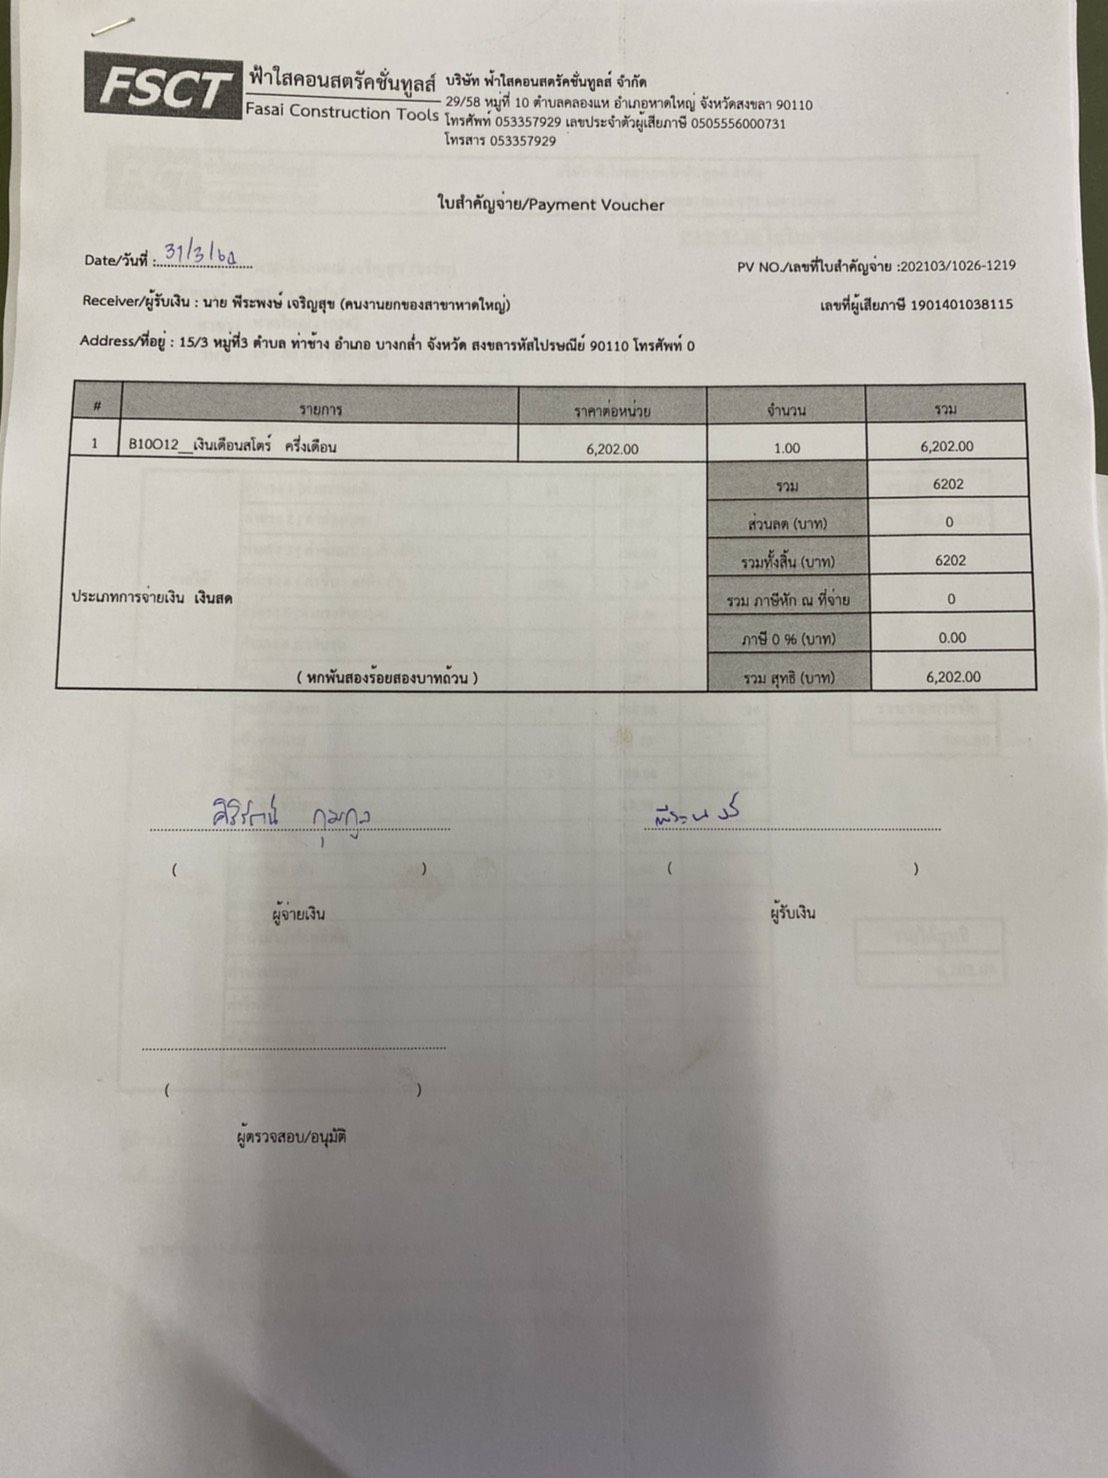 FSCT
ฟ้าใสคอนสตรัคชั่นทูลส์
Fasai Construction Tools
บริษัท ฟ้าใสคอนสตรัคชั่นทูลส์ จำกัด
29/58 หมู่ที่ 10 ตำบลคลองแห อำเภอหาดใหญ่ จังหวัดสงขลา 90110
โทรศัพท์ 053357929 เลขประจำตัวผู้เสียภาษี 0505556000731
โทรสาร 053357929
ใบสำคัญจ่าย/Payment Voucher
Date/วันที่ : 31/3/64
PV NO./เลขที่ใบสำคัญจ่าย :202103/1026-1219
Receiver/ผู้รับเงิน : นาย พีระพงษ์ เจริญสุข (คนงานยกของสาขาหาดใหญ่)
เลขที่ผู้เสียภาษี 1901401038115
Address/ที่อยู่ : 15/3 หมู่ที่3 ตำบล ท่าช้าง อำเภอ บางกล่ำ จังหวัด สงขลารหัสไปรษณีย์ 90110 โทรศัพท์ 0
# รายการ ราคาต่อหน่วย จำนวน รวม
1 B10O12__เงินเดือนสโตร์ ครึ่งเดือน 6,202.00 1.00 6,202.00
รวม 6202
ส่วนลด (บาท) 0
รวมทั้งสิ้น (บาท) 6202
ประเภทการจ่ายเงิน เงินสด
รวม ภาษีหัก ณ ที่จ่าย 0
ภาษี 0 % (บาท) 0.00
( หกพันสองร้อยสองบาทถ้วน )
รวม สุทธิ (บาท) 6,202.00
ศิริรัตน์
( )
( )
ผู้จ่ายเงิน
ผู้รับเงิน
( )
ผู้ตรวจสอบ/อนุมัติ